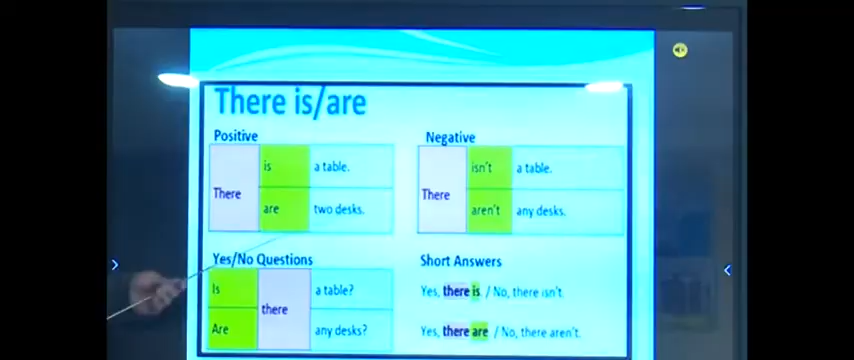 There is/are
Positive
There is a table.
are two desks.
Negative
There isn't a table.
aren't any desks.
Yes/No Questions
Is there a table?
Are any desks?
Short Answers
Yes, there is / No, there isn't.
Yes, there are / No, there aren't.